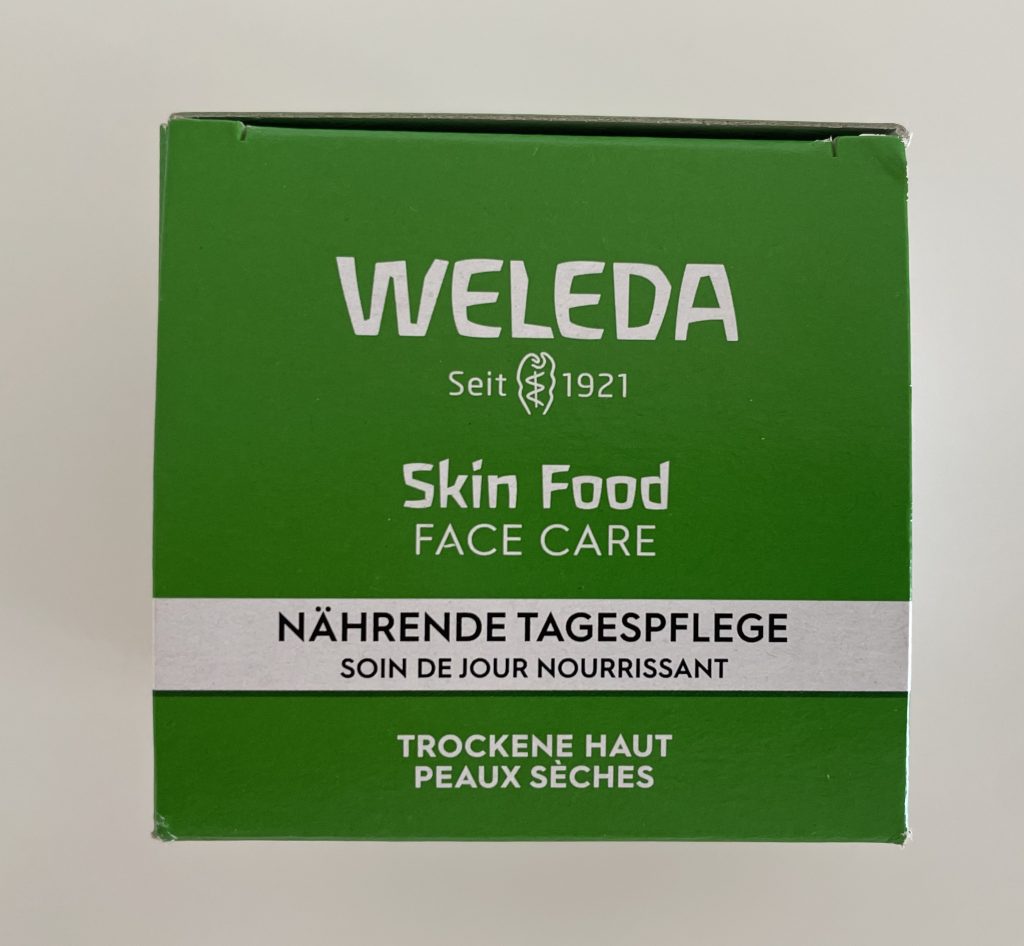 WELEDA
Seit 1921
Skin Food
FACE CARE
NÄHRENDE TAGESPFLEGE
SOIN DE JOUR NOURRISSANT
TROCKENE HAUT
PEAUX SÈCHES